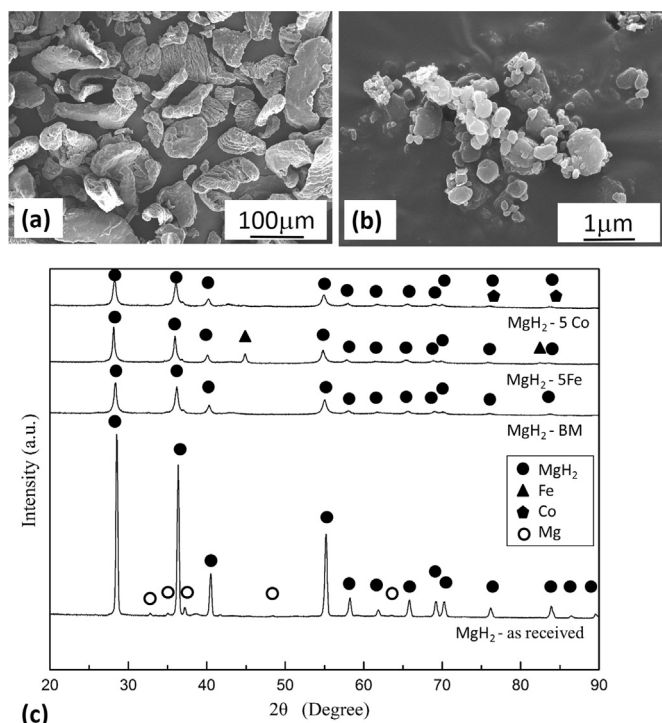 (a)
100μm
(b)
1μm
MgH₂ - 5 Co
MgH₂ - 5Fe
MgH₂ - BM
MgH₂
Fe
Co
Mg
MgH₂ - as received
Intensity (a.u.)
20 30 40 50 60 70 80 90
2θ (Degree)
(c)